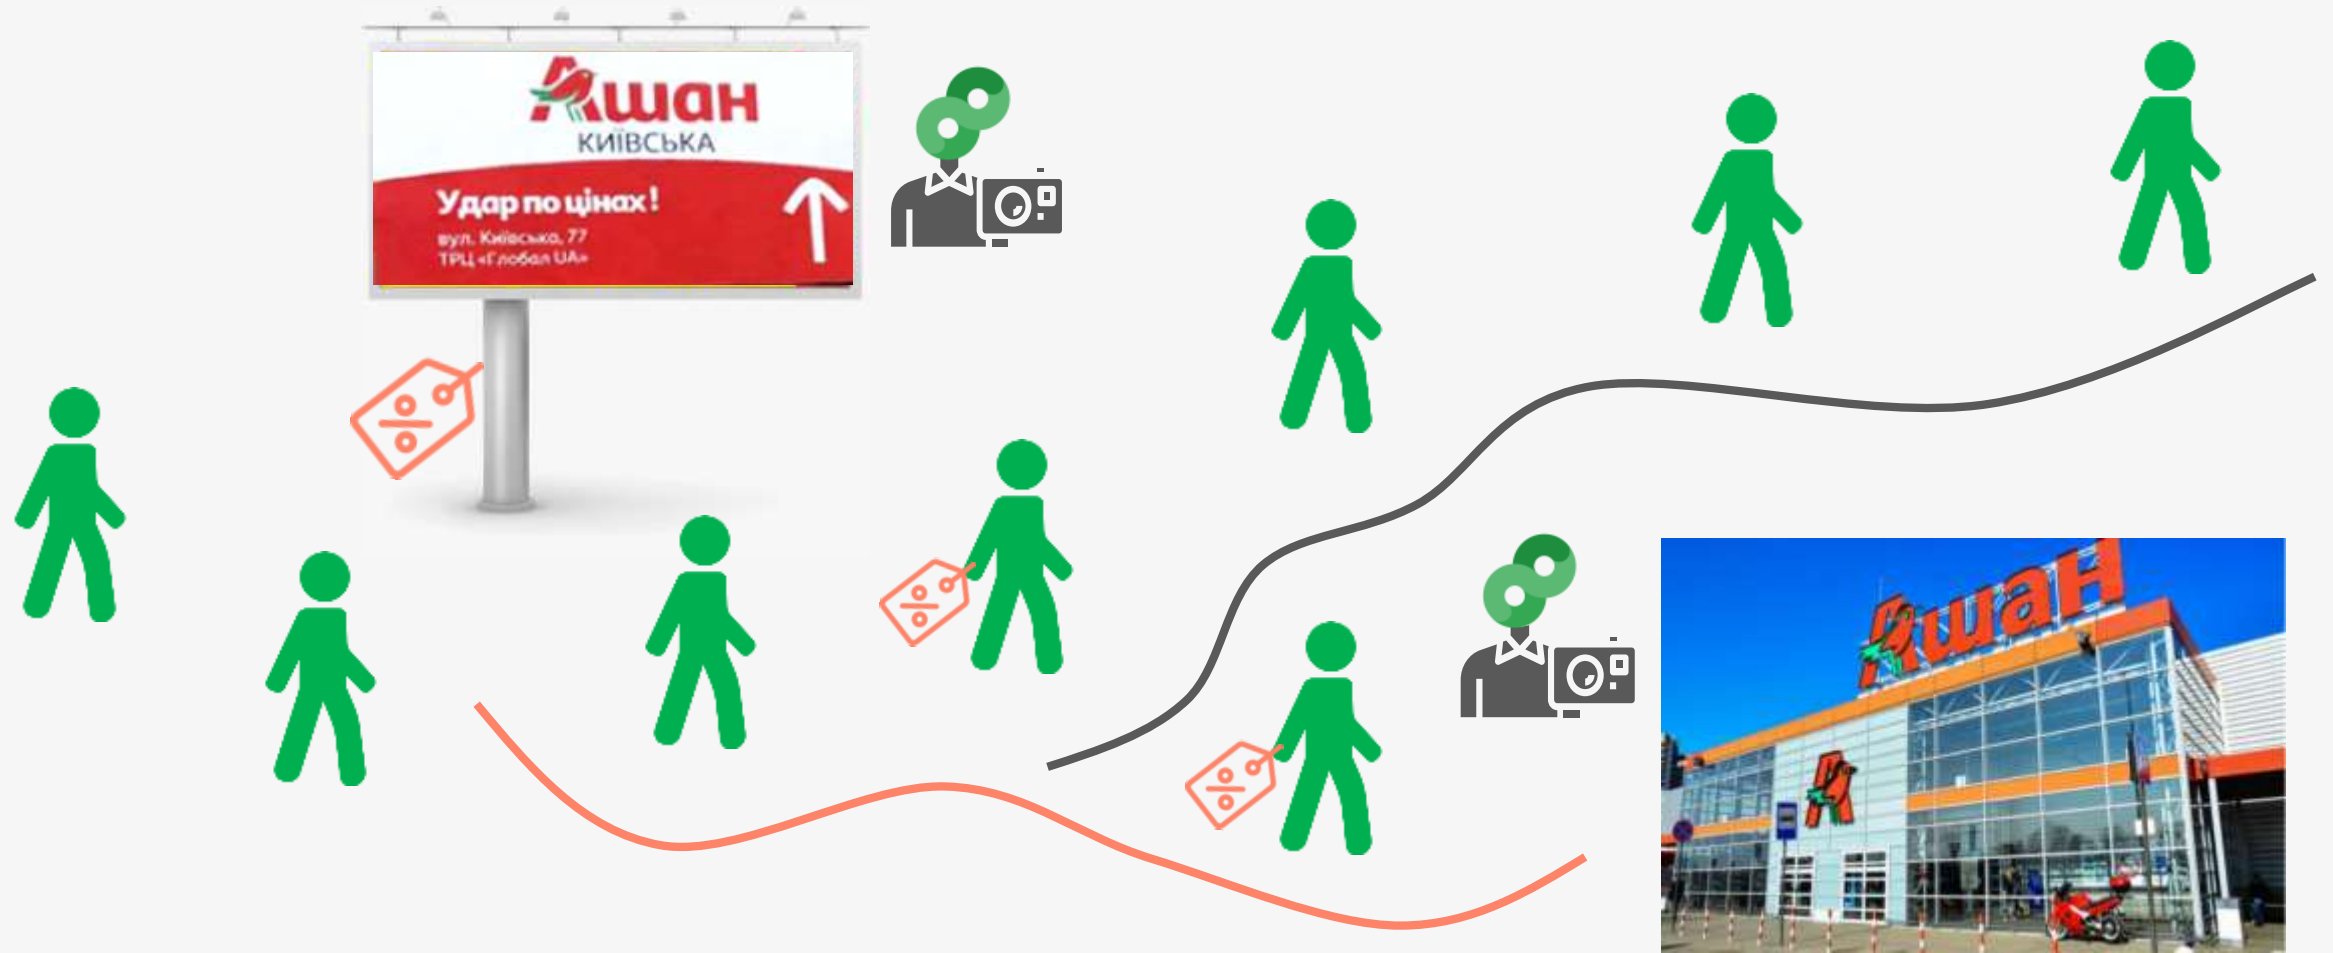 Ашан
КИЇВСЬКА
Удар по цінах!
вул. Київська, 77
ТРЦ «Глобал UA»
Ашан